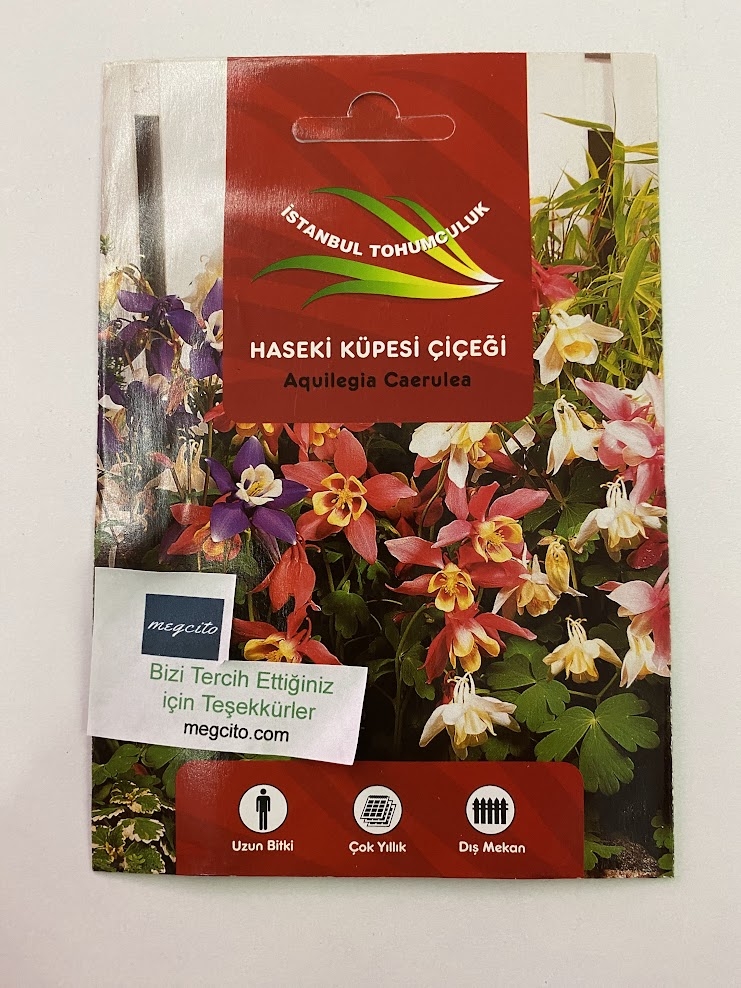 İSTANBUL TOHUMCULUK
HASEKİ KÜPESİ ÇİÇEĞİ
Aquilegia Caerulea
megcito
Bizi Tercih Ettiğiniz
için Teşekkürler
megcito.com
Uzun Bitki
Çok Yıllık
Dış Mekan